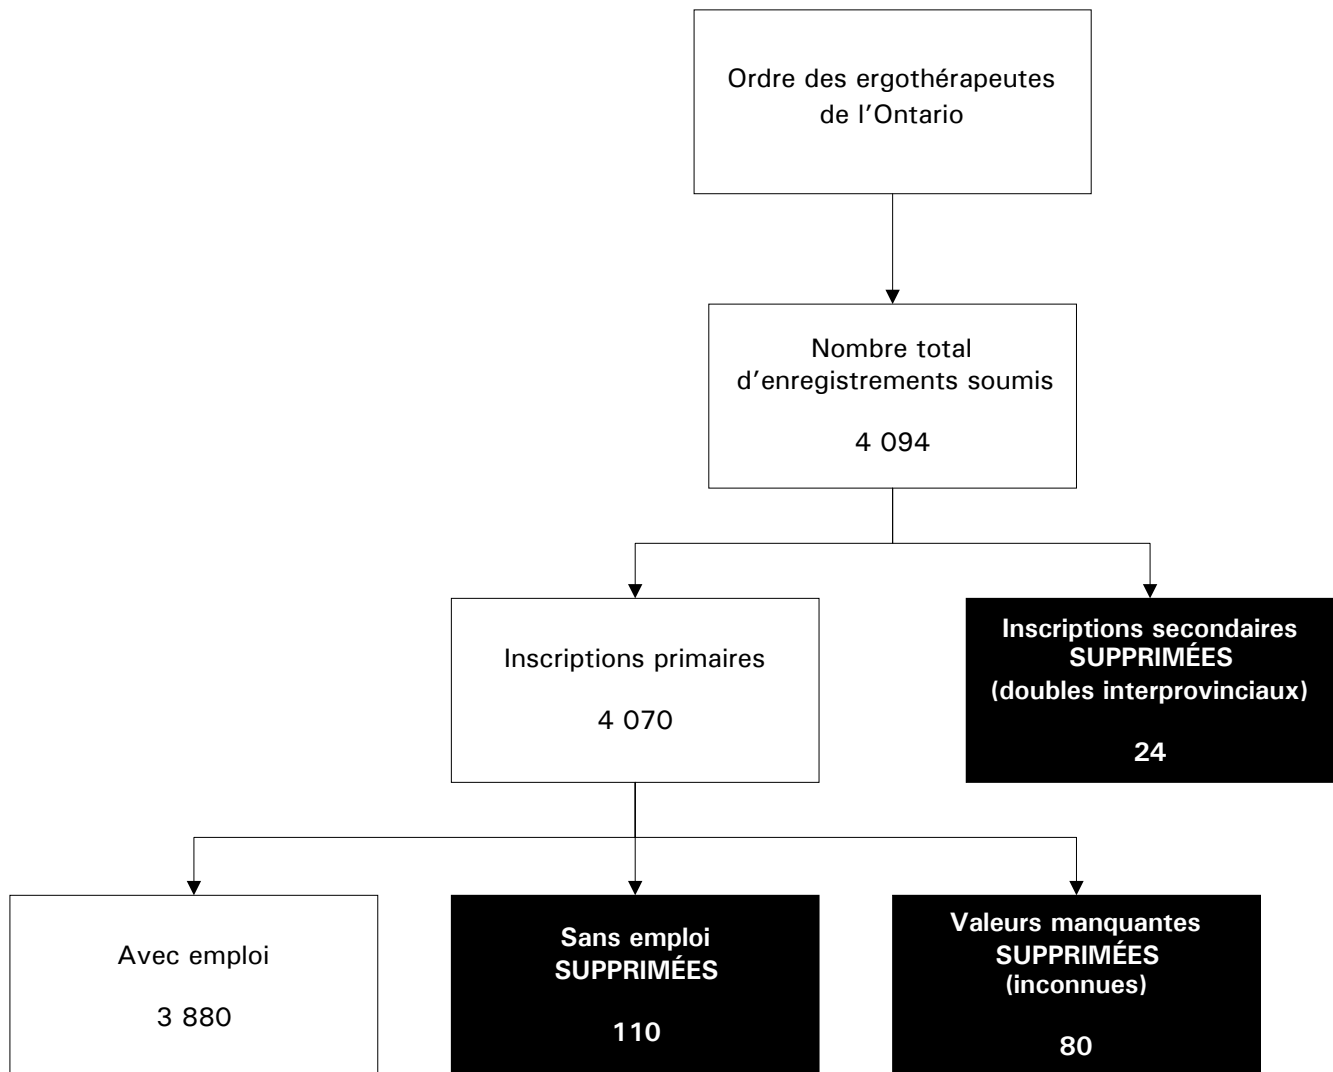 Ordre des ergothérapeutes
de l’Ontario
Nombre total
d’enregistrements soumis
4 094
Inscriptions primaires
4 070
Inscriptions secondaires
SUPPRIMÉES
(doubles interprovinciaux)
24
Avec emploi
3 880
Sans emploi
SUPPRIMÉES
110
Valeurs manquantes
SUPPRIMÉES
(inconnues)
80